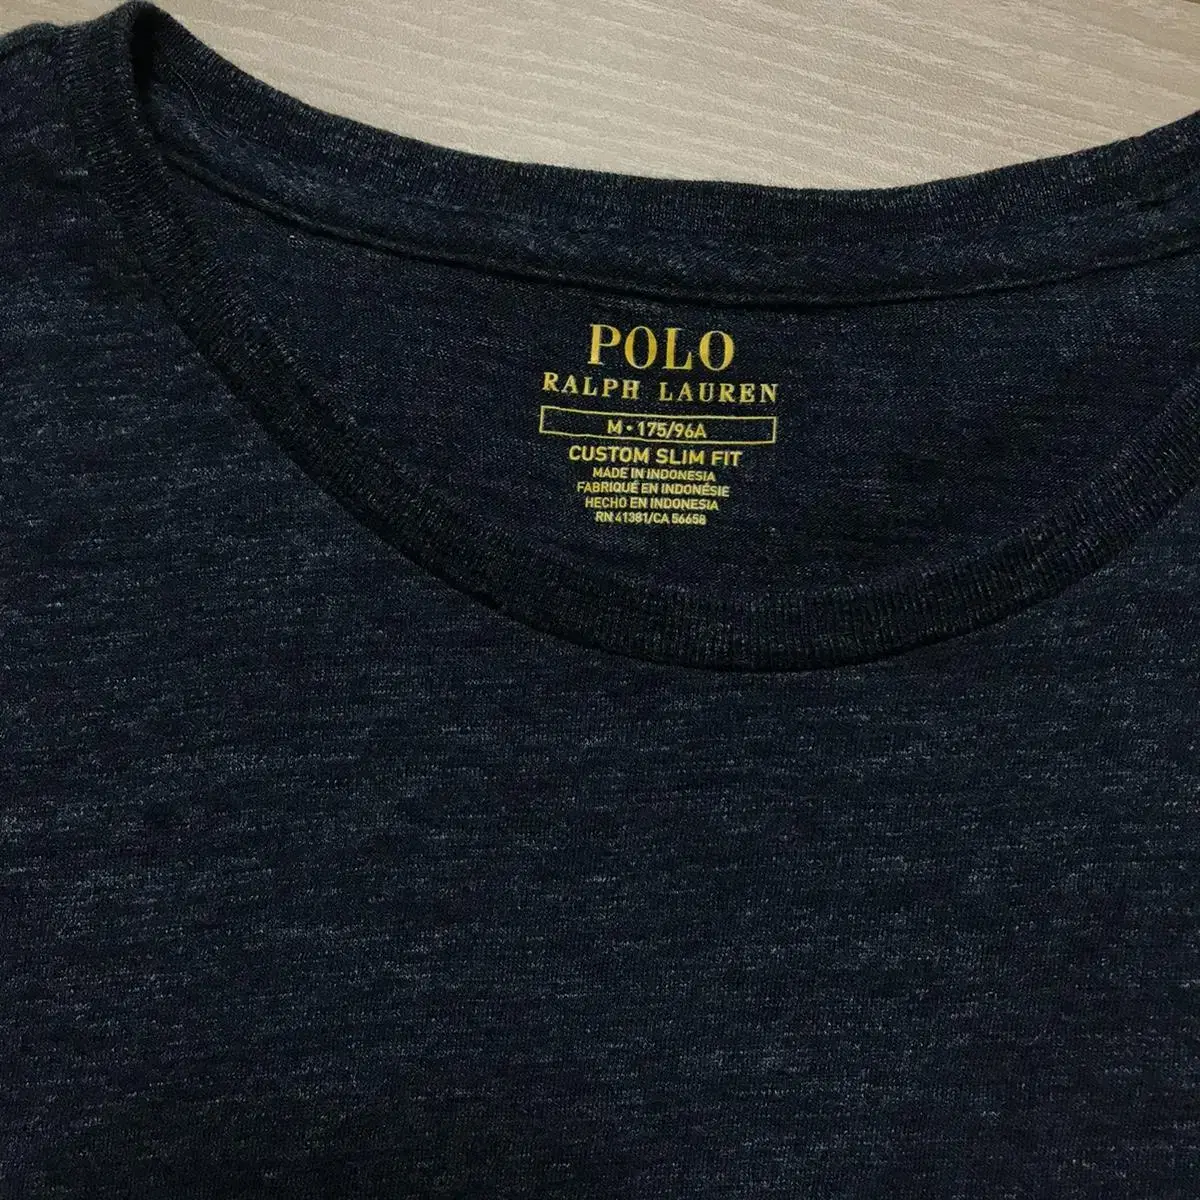 POLO
RALPH LAUREN
M • 175/96A
CUSTOM SLIM FIT
MADE IN INDONESIA
FABRIQUÉ EN INDONÉSIE
HECHO EN INDONESIA
RN 41381/CA 56658